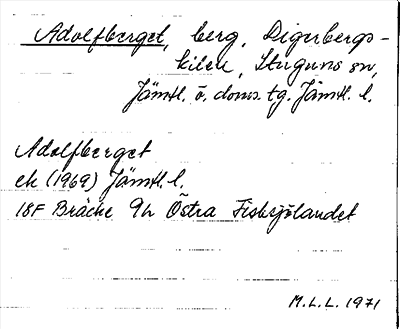 Adolfberget, berg, Digerbergs-
kilen, Stuguns sn,
Jämtl. ö. doms. tg. Jämtl. l.
Adolfberget
ek (1969) Jämtl. l.
18F Bräcke 9h Östra Fisksjölandet
M.L.L. 1971